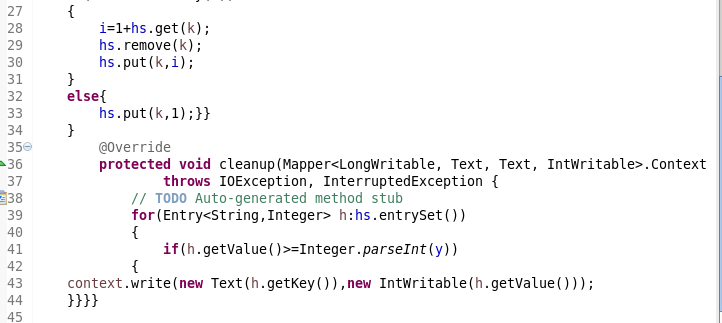 27 {
28 i=1+hs.get(k);
29 hs.remove(k);
30 hs.put(k,i);
31 }
32 else{
33 hs.put(k,1);}}
34 }
35 @Override
36 protected void cleanup(Mapper<LongWritable, Text, Text, IntWritable>.Context
37 throws IOException, InterruptedException {
38 // TODO Auto-generated method stub
39 for(Entry<String,Integer> h:hs.entrySet())
40 {
41 if(h.getValue()>=Integer.parseInt(y))
42 {
43 context.write(new Text(h.getKey()),new IntWritable(h.getValue()));
44 }}}}
45